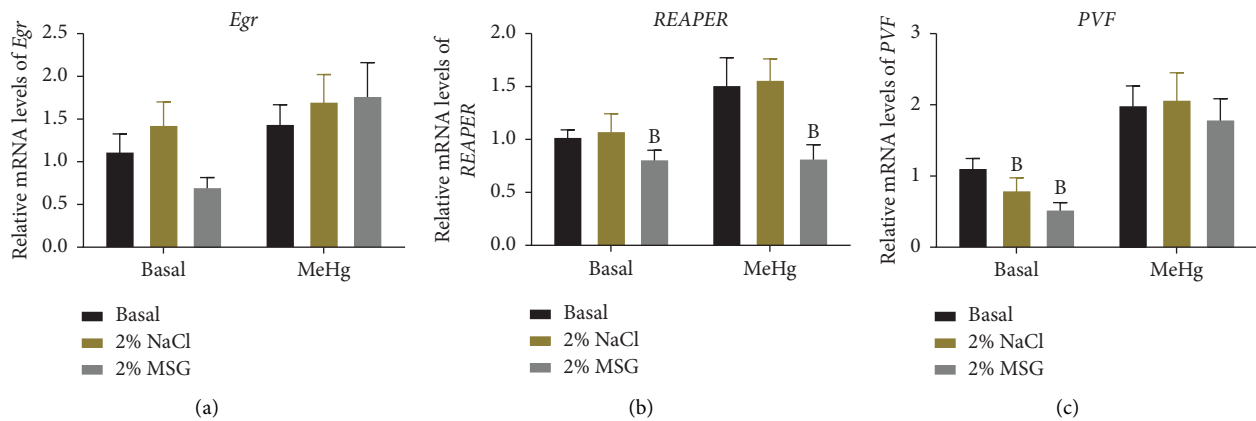 Egr
Relative mRNA levels of Egr
2.5
2.0
1.5
1.0
0.5
0.0
Basal
MeHg
Basal
2% NaCl
2% MSG
(a)
REAPER
Relative mRNA levels of
REAPER
2.0
1.5
1.0
0.5
0.0
B
B
Basal
MeHg
Basal
2% NaCl
2% MSG
(b)
PVF
Relative mRNA levels of PVF
3
2
1
0
B
B
Basal
MeHg
Basal
2% NaCl
2% MSG
(c)